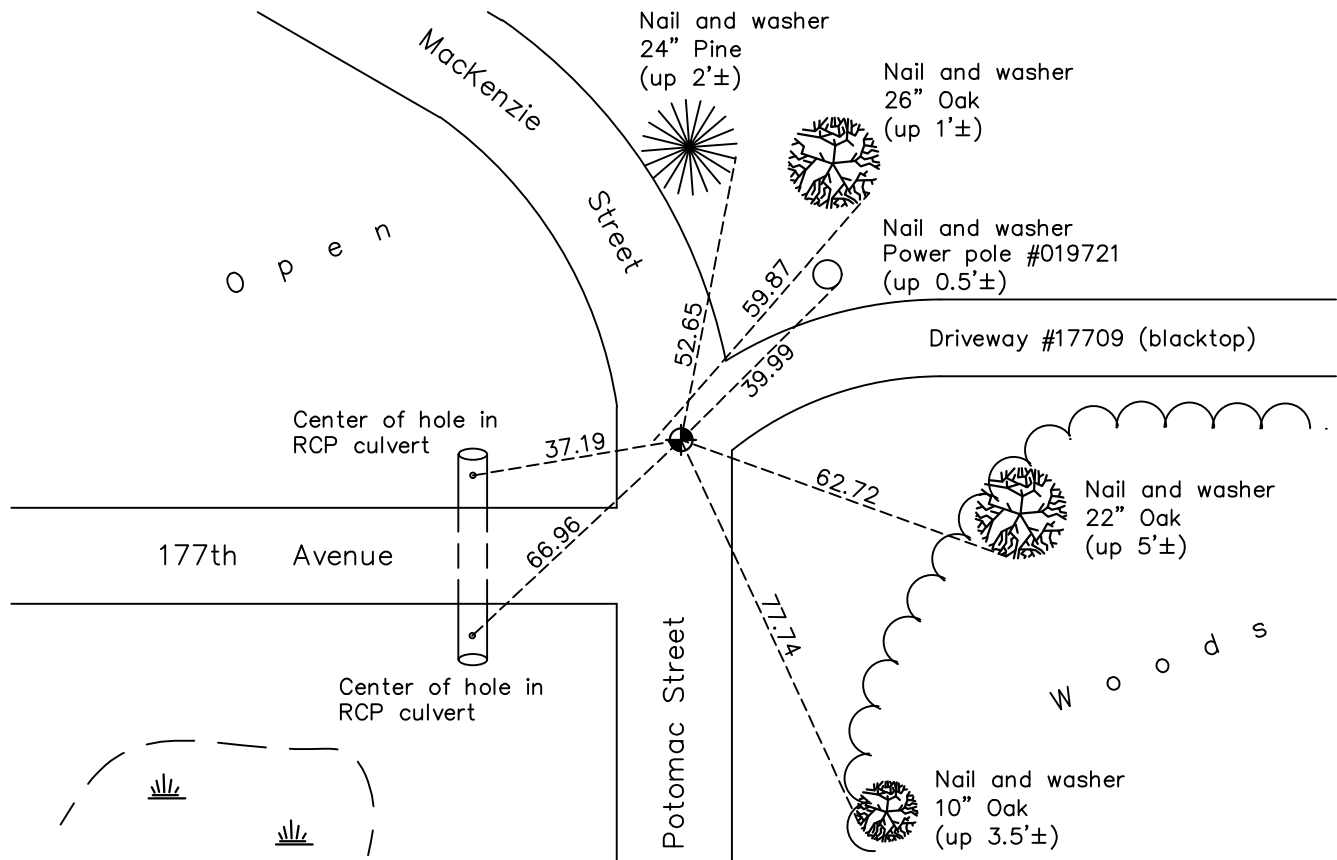 Nail and washer
24” Pine
(up 2’±)
MacKenzie
Street
Nail and washer
26” Oak
(up 1’±)
Nail and washer
Power pole #019721
(up 0.5’±)
Open
59.87
52.65
39.99
Driveway #17709 (blacktop)
Center of hole in
RCP culvert
37.19
62.72
Nail and washer
22” Oak
(up 5’±)
66.96
177th Avenue
77.74
Woods
Potomac Street
Center of hole in
RCP culvert
Nail and washer
10” Oak
(up 3.5’±)